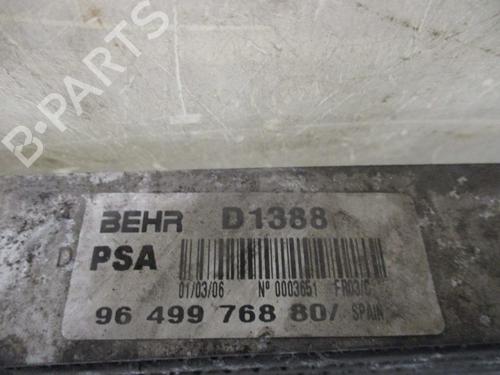 B-PARTS
BEHR D1388
D PSA
01/03/06 Nº 0003651 FR03/C
96 499 768 80/ SPAIN